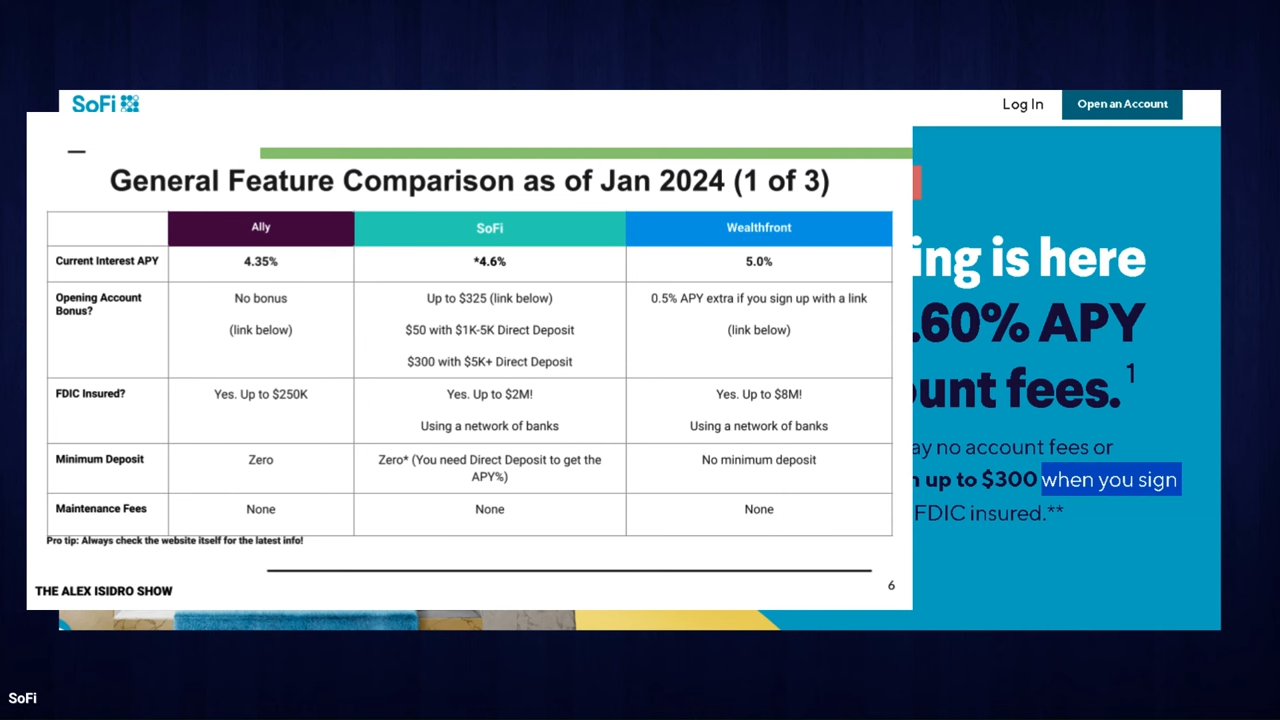 SoFi
Log In
Open an Account
General Feature Comparison as of Jan 2024 (1 of 3)
Ally
SoFi
Wealthfront
Current Interest APY
4.35%
*4.6%
5.0%
Opening Account
Bonus?
No bonus
(link below)
Up to $325 (link below)
$50 with $1K-5K Direct Deposit
$300 with $5K+ Direct Deposit
0.5% APY extra if you sign up with a link
(link below)
FDIC Insured?
Yes. Up to $250K
Yes. Up to $2M!
Using a network of banks
Yes. Up to $8M!
Using a network of banks
Minimum Deposit
Zero
Zero* (You need Direct Deposit to get the
APY%)
No minimum deposit
Maintenance Fees
None
None
None
Pro tip: Always check the website itself for the latest info!
THE ALEX ISIDRO SHOW
6
is here
.60% APY
fees.1
no account fees or
up to $300 when you sign
FDIC insured.**
SoFi